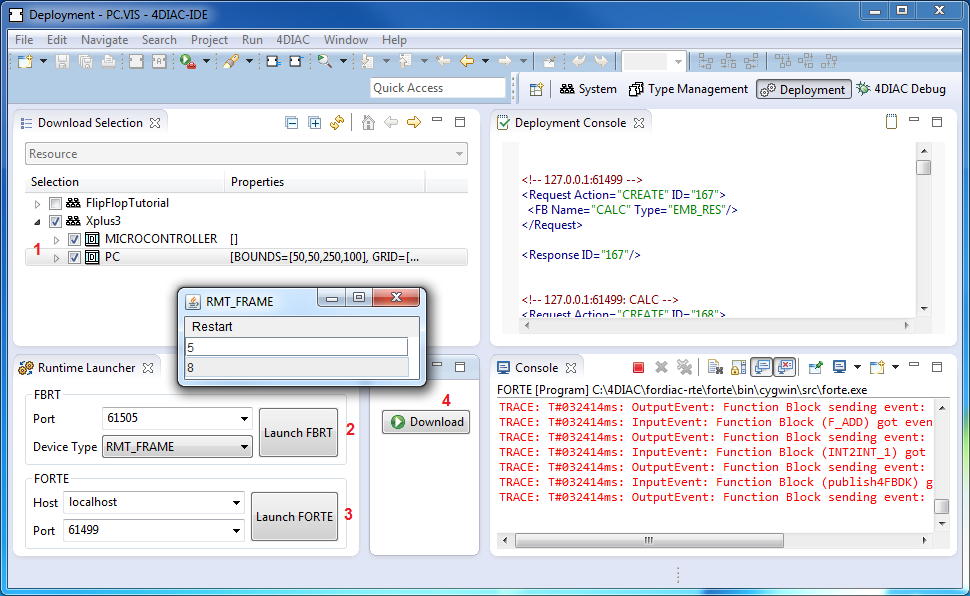 Deployment - PC.VIS - 4DIAC-IDE
File Edit Navigate Search Project Run 4DIAC Window Help
Quick Access
System Type Management Deployment 4DIAC Debug
Download Selection
Resource
Selection Properties
FlipFlopTutorial
Xplus3
1
MICROCONTROLLER []
PC [BOUNDS=[50,50,250,100], GRID=[...
Deployment Console
<!-- 127.0.0.1:61499 -->
<Request Action="CREATE" ID="167">
<FB Name="CALC" Type="EMB_RES"/>
</Request>
<Response ID="167"/>
<!-- 127.0.0.1:61499: CALC -->
<Request Action="CREATE" ID="168">
RMT_FRAME
Restart
5
8
Runtime Launcher
FBRT
Port 61505
Device Type RMT_FRAME
Launch FBRT
2
FORTE
Host localhost
Port 61499
Launch FORTE
3
4
Download
Console
FORTE [Program] C:\4DIAC\fordiac-rte\forte\bin\cygwin\src\forte.exe
TRACE: T#032414ms: OutputEvent: Function Block sending event:
TRACE: T#032414ms: InputEvent: Function Block (F_ADD) got even
TRACE: T#032414ms: OutputEvent: Function Block sending event:
TRACE: T#032414ms: InputEvent: Function Block (INT2INT_1) got
TRACE: T#032414ms: OutputEvent: Function Block sending event:
TRACE: T#032414ms: InputEvent: Function Block (publish4FBDK) g
TRACE: T#032414ms: OutputEvent: Function Block sending event: